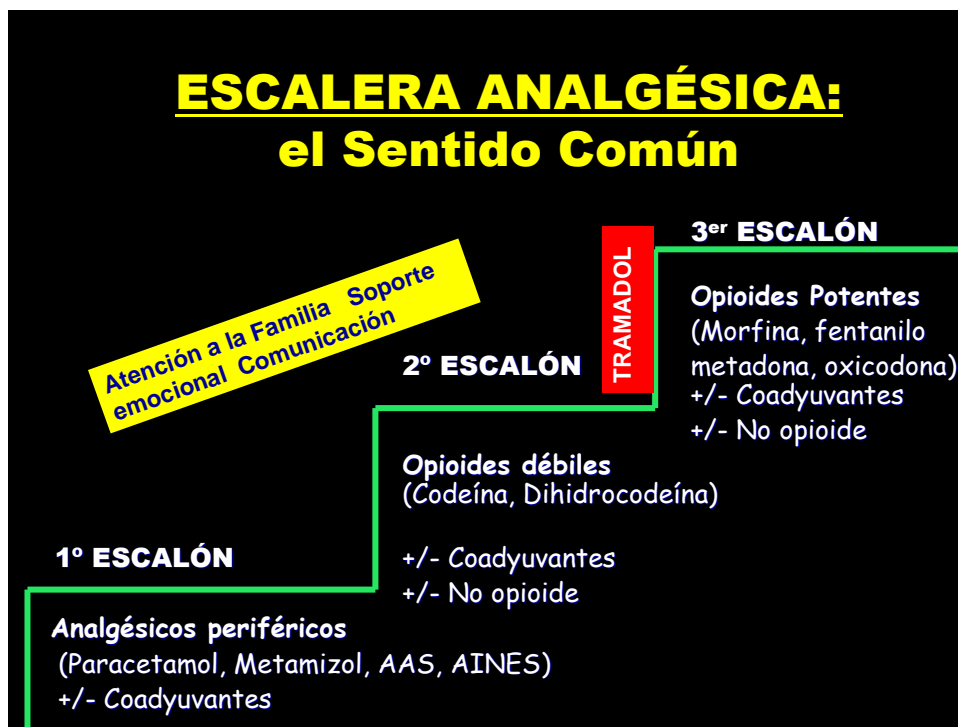 ESCALERA ANALGÉSICA:
el Sentido Común
Atención a la Familia Soporte
emocional Comunicación
1º ESCALÓN
Analgésicos periféricos
(Paracetamol, Metamizol, AAS, AINES)
+/- Coadyuvantes
2º ESCALÓN
Opioides débiles
(Codeína, Dihidrocodeína)
+/- Coadyuvantes
+/- No opioide
TRAMADOL
3er ESCALÓN
Opioides Potentes
(Morfina, fentanilo
metadona, oxicodona)
+/- Coadyuvantes
+/- No opioide